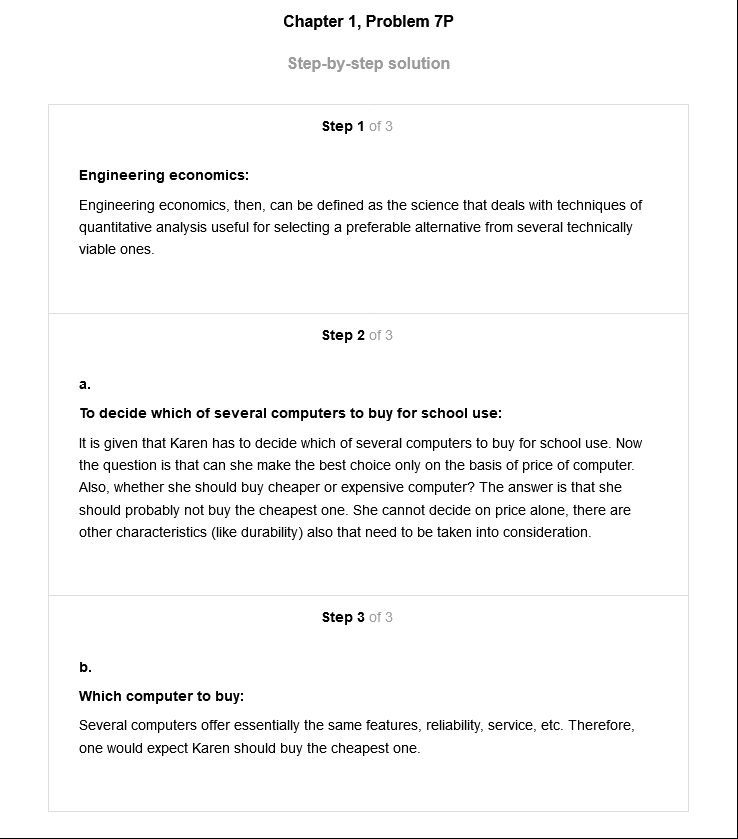 Chapter 1, Problem 7P
Step-by-step solution
Step 1 of 3
Engineering economics:
Engineering economics, then, can be defined as the science that deals with techniques of
quantitative analysis useful for selecting a preferable alternative from several technically
viable ones.
Step 2 of 3
a.
To decide which of several computers to buy for school use:
It is given that Karen has to decide which of several computers to buy for school use. Now
the question is that can she make the best choice only on the basis of price of computer.
Also, whether she should buy cheaper or expensive computer? The answer is that she
should probably not buy the cheapest one. She cannot decide on price alone, there are
other characteristics (like durability) also that need to be taken into consideration.
Step 3 of 3
b.
Which computer to buy:
Several computers offer essentially the same features, reliability, service, etc. Therefore,
one would expect Karen should buy the cheapest one.